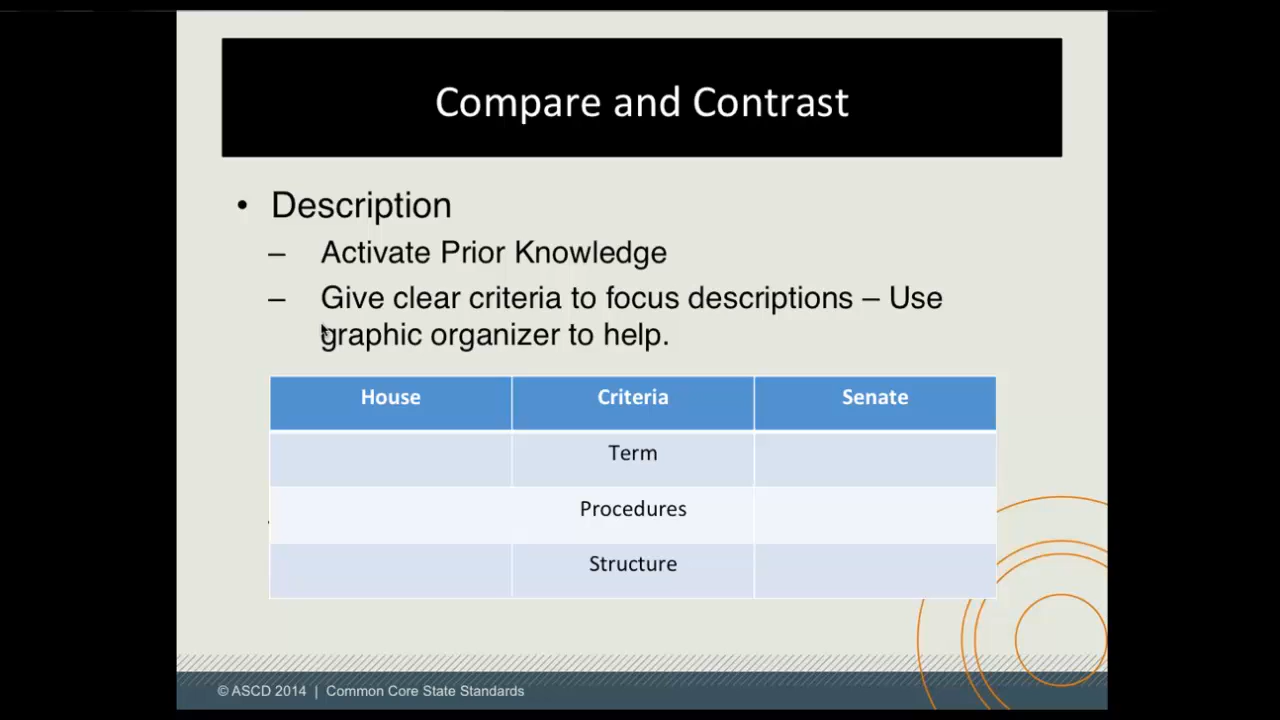 Compare and Contrast
• Description
– Activate Prior Knowledge
– Give clear criteria to focus descriptions – Use
graphic organizer to help.
House Criteria Senate
Term
Procedures
Structure
© ASCD 2014 | Common Core State Standards